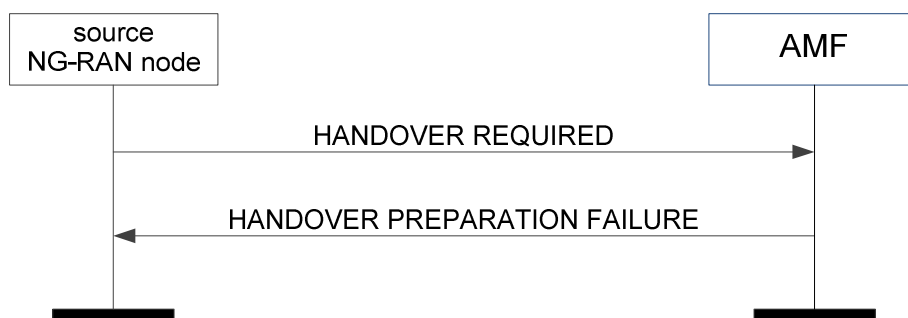 source
NG-RAN node
AMF
HANDOVER REQUIRED
HANDOVER PREPARATION FAILURE